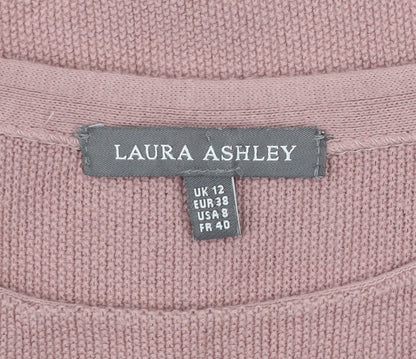 LAURA ASHLEY
UK 12
EUR 38
USA 8
FR 40